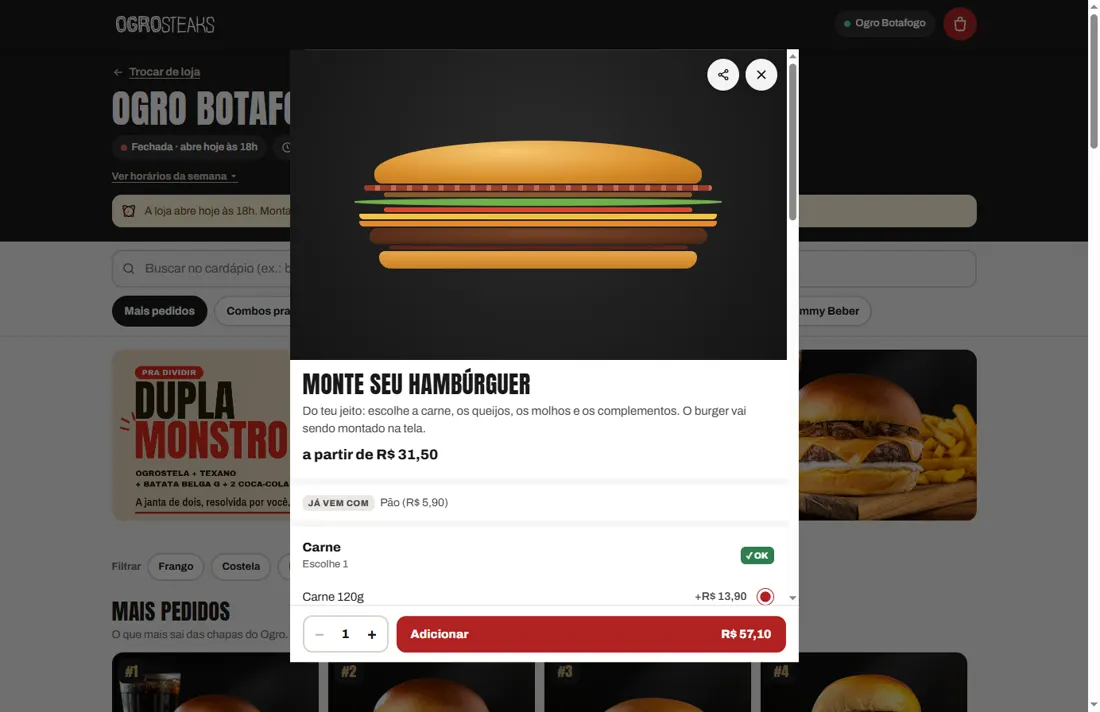 OGROSTEAKS
Ogro Botafogo
Trocar de loja
OGRO BOTAFO
Fechada · abre hoje às 18h
Ver horários da semana
A loja abre hoje às 18h. Monta
Buscar no cardápio (ex.: b
Mais pedidos
Combos pra
mmy Beber
PRA DIVIDIR
DUPLA
MONSTRO
OGROSTELA + TEXANO
+ BATATA BELGA G + 2 COCA-COLA
A janta de dois, resolvida por você.
Filtrar
Frango
Costela
MAIS PEDIDOS
O que mais sai das chapas do Ogro.
#1
#2
#3
#4
MONTE SEU HAMBÚRGUER
Do teu jeito: escolhe a carne, os queijos, os molhos e os complementos. O burger vai
sendo montado na tela.
a partir de R$ 31,50
JÁ VEM COM Pão (R$ 5,90)
Carne
Escolhe 1
✓ OK
Carne 120g
+R$ 13,90
− 1 +
Adicionar
R$ 57,10